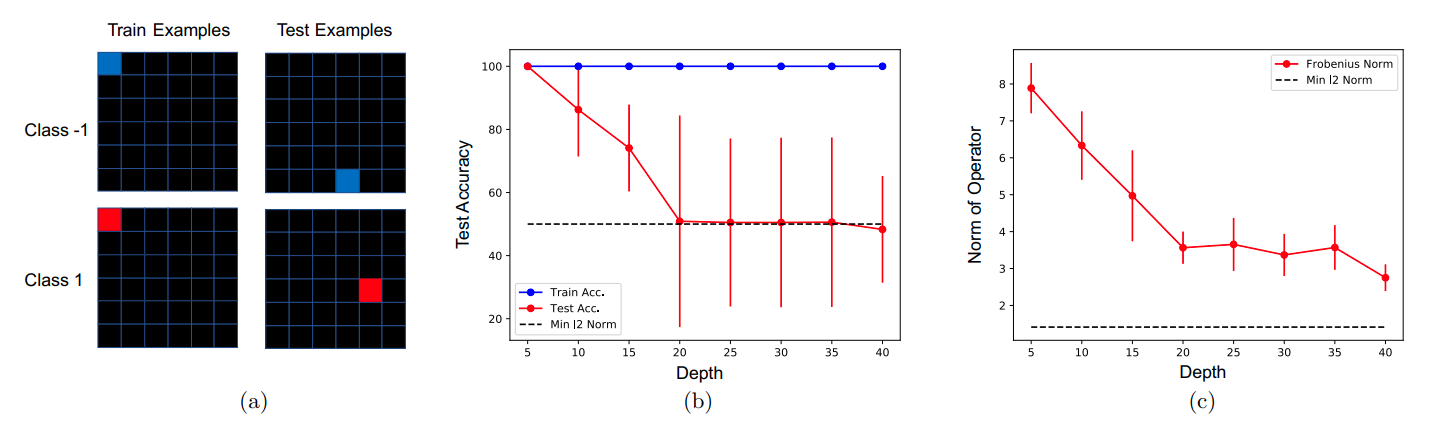 Train Examples
Test Examples
Class -1
Class 1
(a)
Test Accuracy
100
80
60
40
20
Train Acc.
Test Acc.
Min l2 Norm
5 10 15 20 25 30 35 40
Depth
(b)
Norm of Operator
8
7
6
5
4
3
2
Frobenius Norm
Min l2 Norm
5 10 15 20 25 30 35 40
Depth
(c)